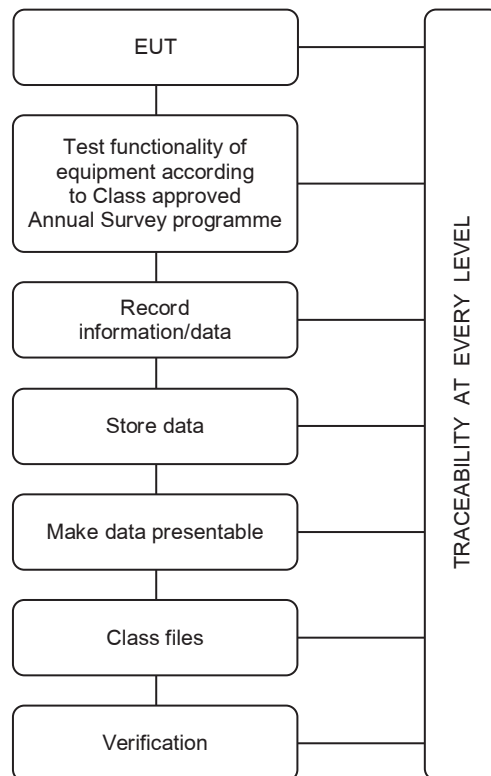 EUT
Test functionality of
equipment according
to Class approved
Annual Survey programme
Record
information/data
Store data
Make data presentable
Class files
Verification
TRACEABILITY AT EVERY LEVEL